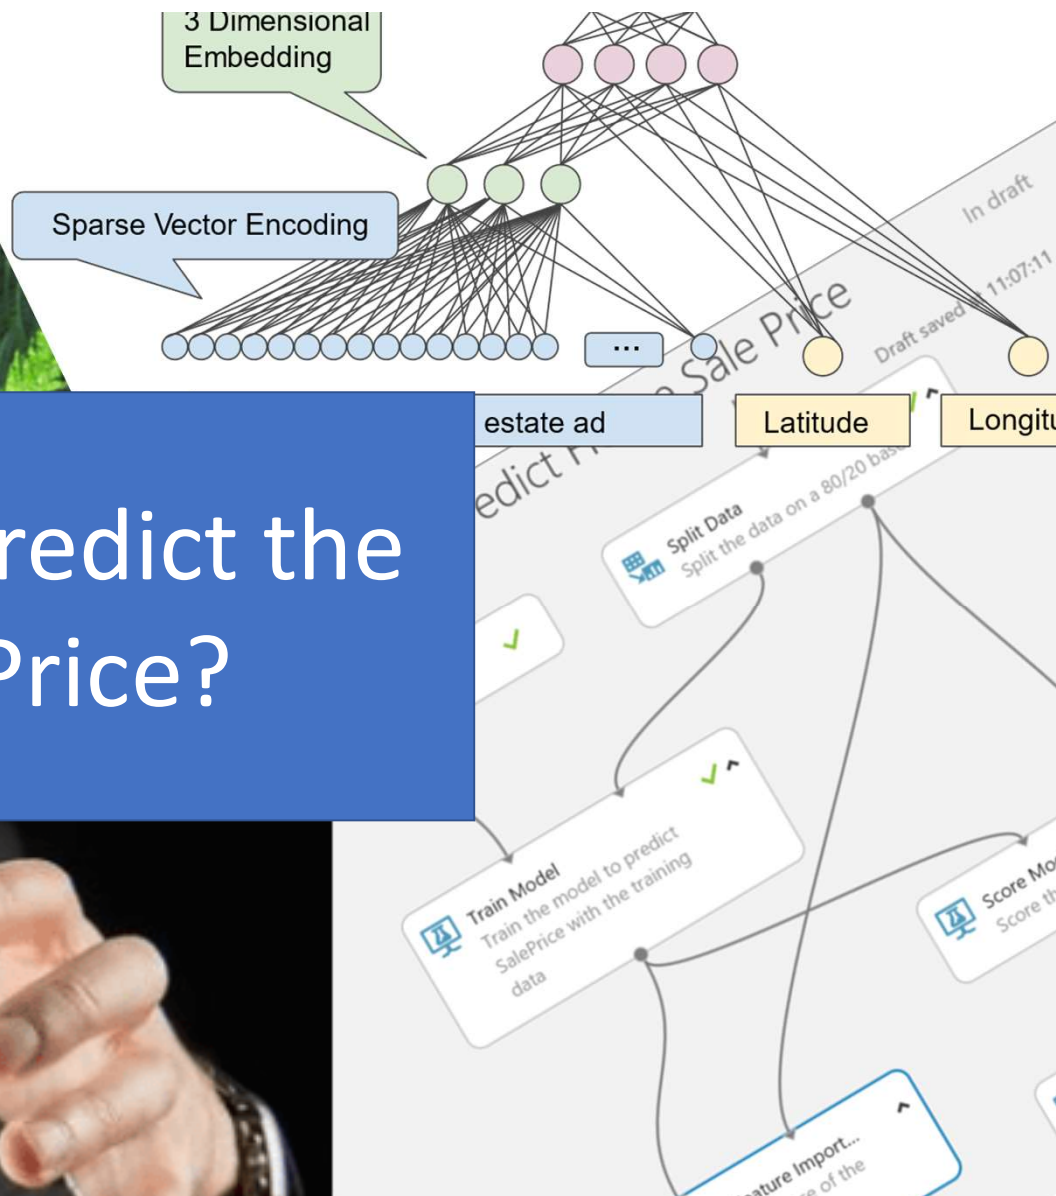 3 Dimensional
Embedding
Sparse Vector Encoding
...
In draft
Draft saved 11:07:11
Sale Price
estate ad
Latitude
Longitu
edict
Split Data
Split the data on a 80/20 bas
redict the
Price?
Train Model
Train the model to predict
SalePrice with the training
data
Score Mo
Score th
ature Import...
e of the